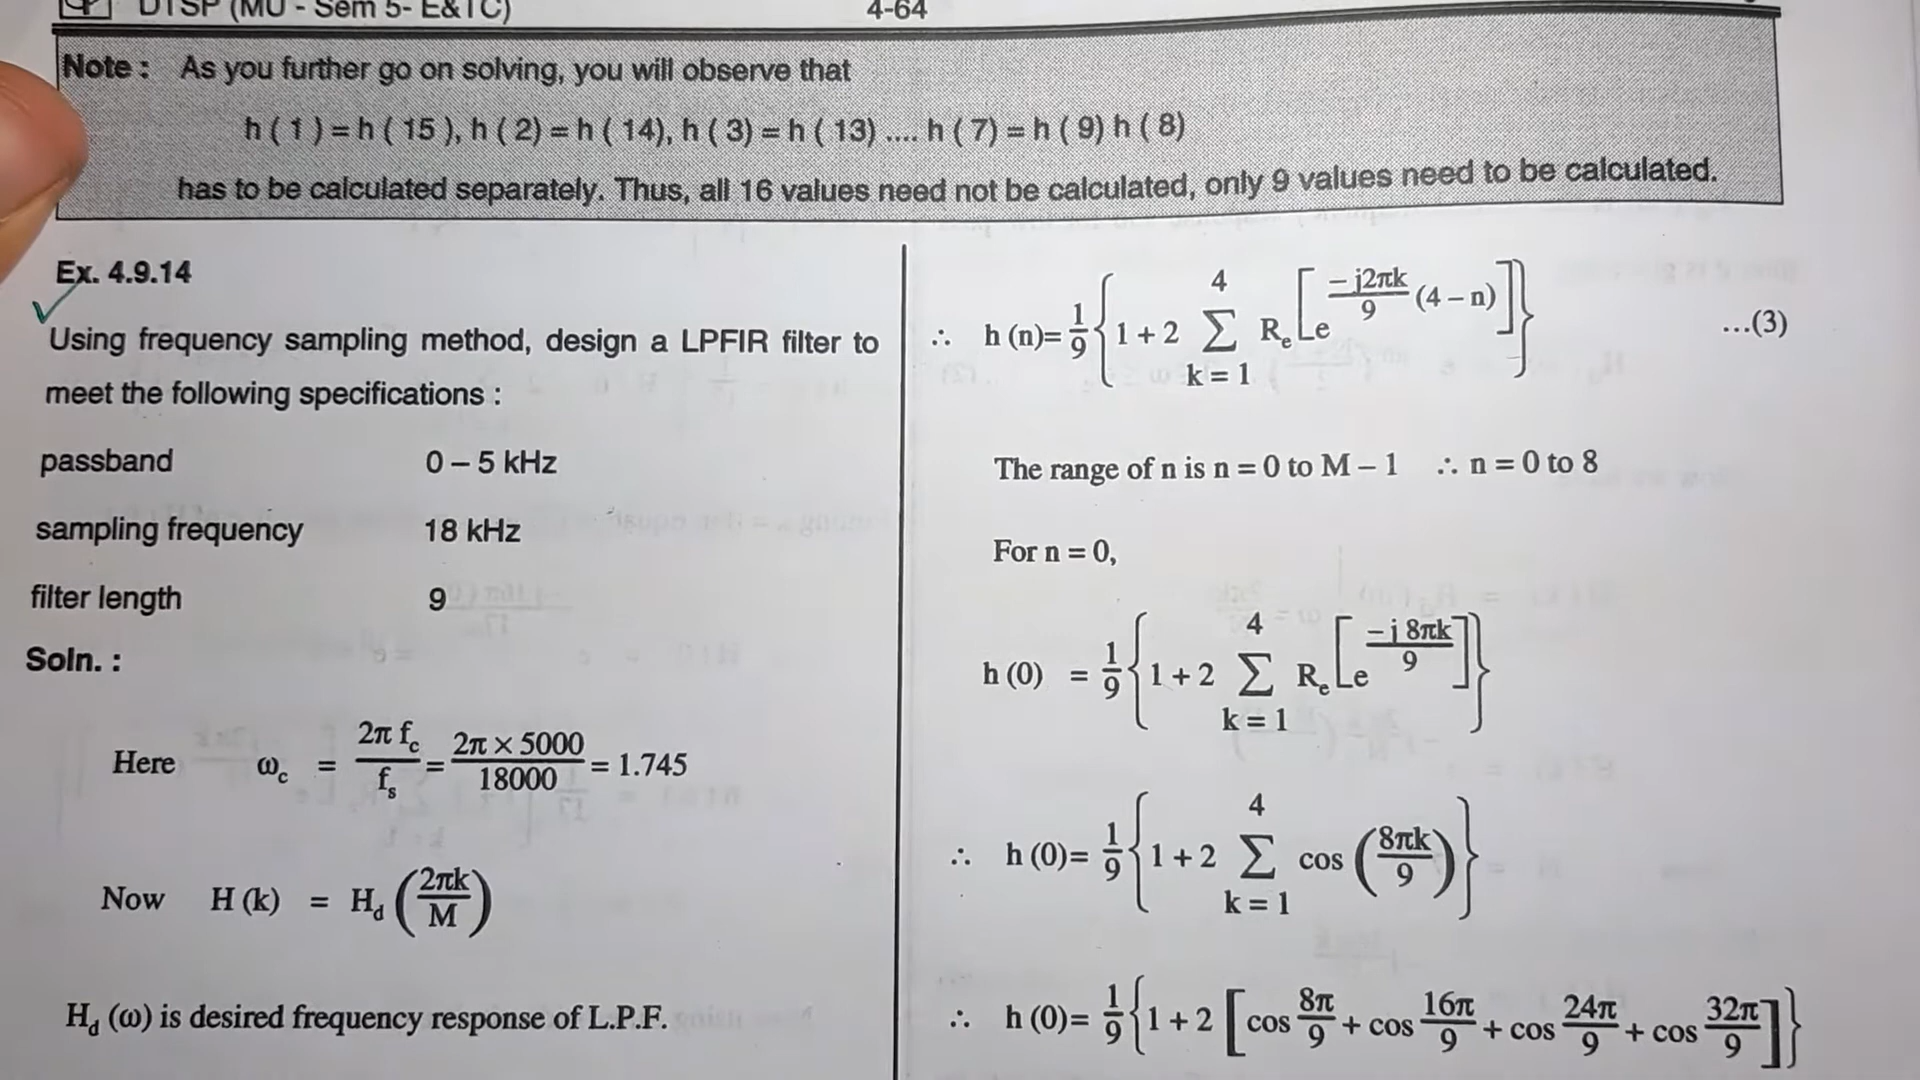 DTSP (MU - Sem 5- E&TC) 4-64
Note : As you further go on solving, you will observe that
h ( 1 ) = h ( 15 ), h ( 2) = h ( 14), h ( 3) = h ( 13) .... h ( 7) = h ( 9) h ( 8)
has to be calculated separately. Thus, all 16 values need not be calculated, only 9 values need to be calculated.
Ex. 4.9.14
Using frequency sampling method, design a LPFIR filter to
meet the following specifications :
passband 0 – 5 kHz
sampling frequency 18 kHz
filter length 9
Soln. :
Here ω_c = 2π f_c / f_s = 2π × 5000 / 18000 = 1.745
Now H (k) = H_d (2πk / M)
H_d (ω) is desired frequency response of L.P.F.
∴ h (n)= 1/9 { 1 + 2 4 Σ k = 1 R_e [ e^(– j2πk / 9 (4 – n)) ] } ...(3)
The range of n is n = 0 to M – 1 ∴ n = 0 to 8
For n = 0,
h (0) = 1/9 { 1 + 2 4 Σ k = 1 R_e [ e^(– j 8πk / 9) ] }
∴ h (0)= 1/9 { 1 + 2 4 Σ k = 1 cos (8πk / 9) }
∴ h (0)= 1/9 { 1 + 2 [ cos 8π/9 + cos 16π/9 + cos 24π/9 + cos 32π/9 ] }